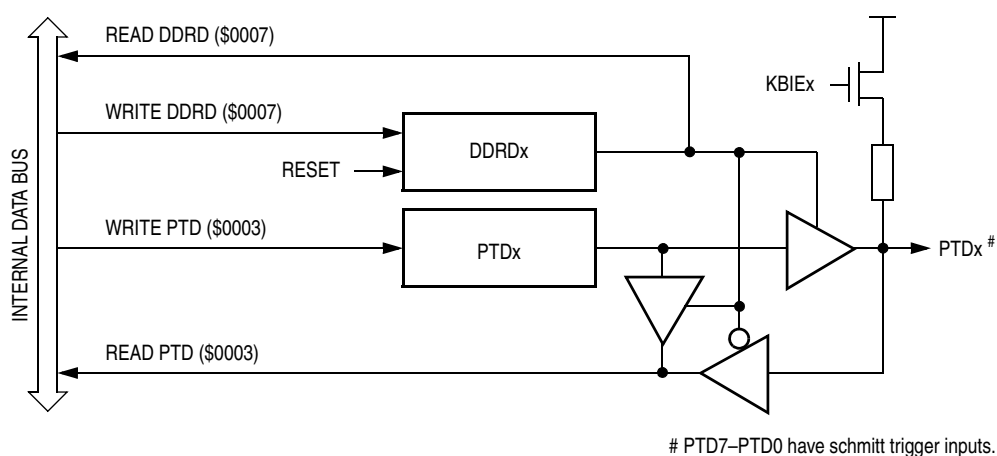 READ DDRD ($0007)
KBIEx
WRITE DDRD ($0007)
DDRDx
RESET
INTERNAL DATA BUS
WRITE PTD ($0003)
PTDx
PTDx #
READ PTD ($0003)
# PTD7–PTD0 have schmitt trigger inputs.